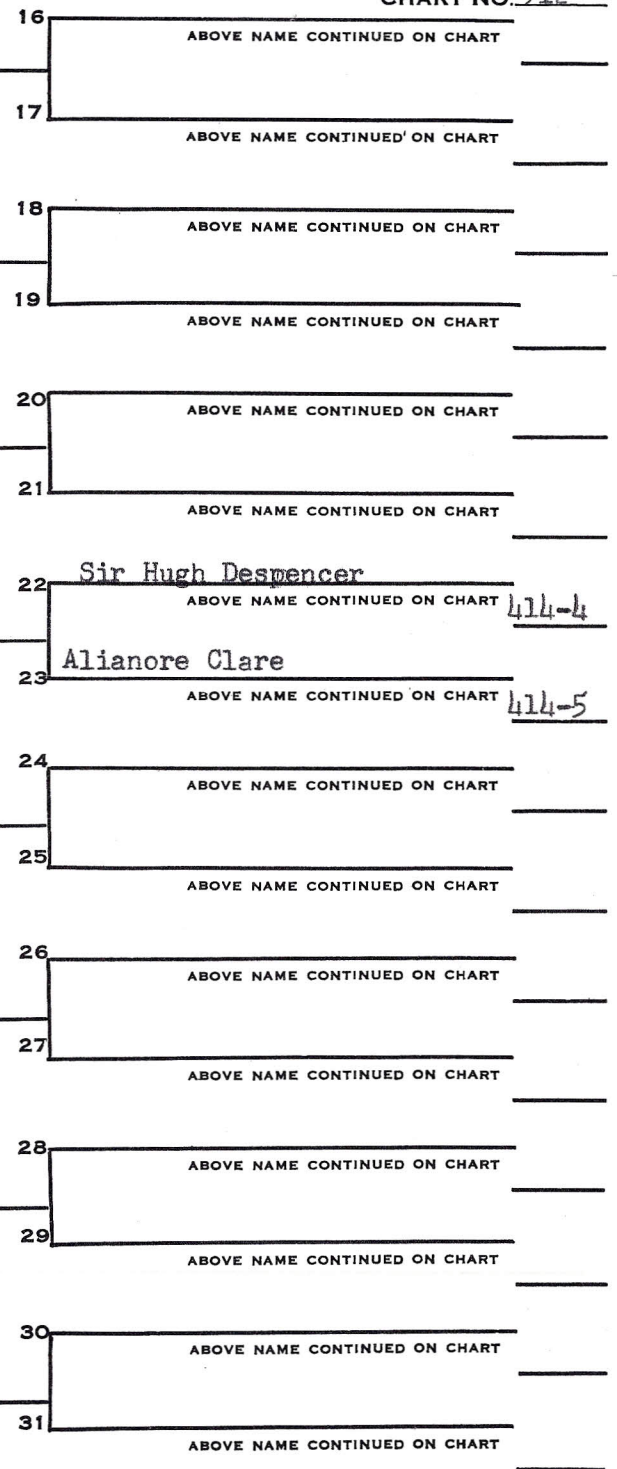 CHART NO.
16
ABOVE NAME CONTINUED ON CHART
17
ABOVE NAME CONTINUED ON CHART
18
ABOVE NAME CONTINUED ON CHART
19
ABOVE NAME CONTINUED ON CHART
20
ABOVE NAME CONTINUED ON CHART
21
ABOVE NAME CONTINUED ON CHART
Sir Hugh Despencer
22
ABOVE NAME CONTINUED ON CHART 414-4
Alianore Clare
23
ABOVE NAME CONTINUED ON CHART 414-5
24
ABOVE NAME CONTINUED ON CHART
25
ABOVE NAME CONTINUED ON CHART
26
ABOVE NAME CONTINUED ON CHART
27
ABOVE NAME CONTINUED ON CHART
28
ABOVE NAME CONTINUED ON CHART
29
ABOVE NAME CONTINUED ON CHART
30
ABOVE NAME CONTINUED ON CHART
31
ABOVE NAME CONTINUED ON CHART